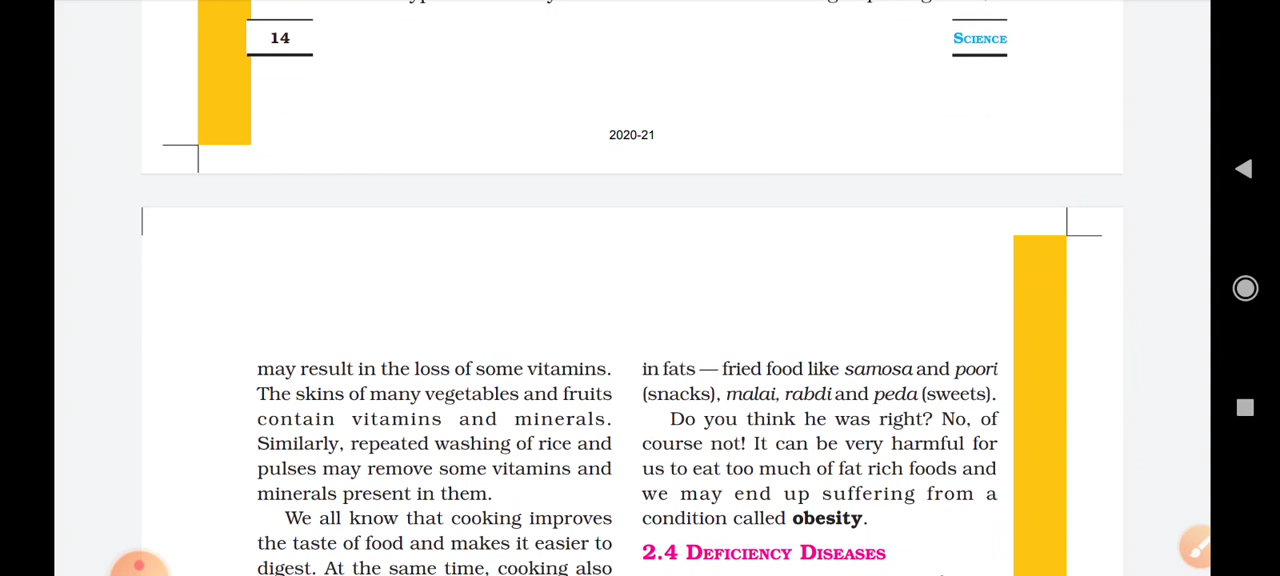 14
SCIENCE
2020-21
may result in the loss of some vitamins.
The skins of many vegetables and fruits
contain vitamins and minerals.
Similarly, repeated washing of rice and
pulses may remove some vitamins and
minerals present in them.
We all know that cooking improves
the taste of food and makes it easier to
digest. At the same time, cooking also
in fats — fried food like samosa and poori
(snacks), malai, rabdi and peda (sweets).
Do you think he was right? No, of
course not! It can be very harmful for
us to eat too much of fat rich foods and
we may end up suffering from a
condition called obesity.
2.4 DEFICIENCY DISEASES